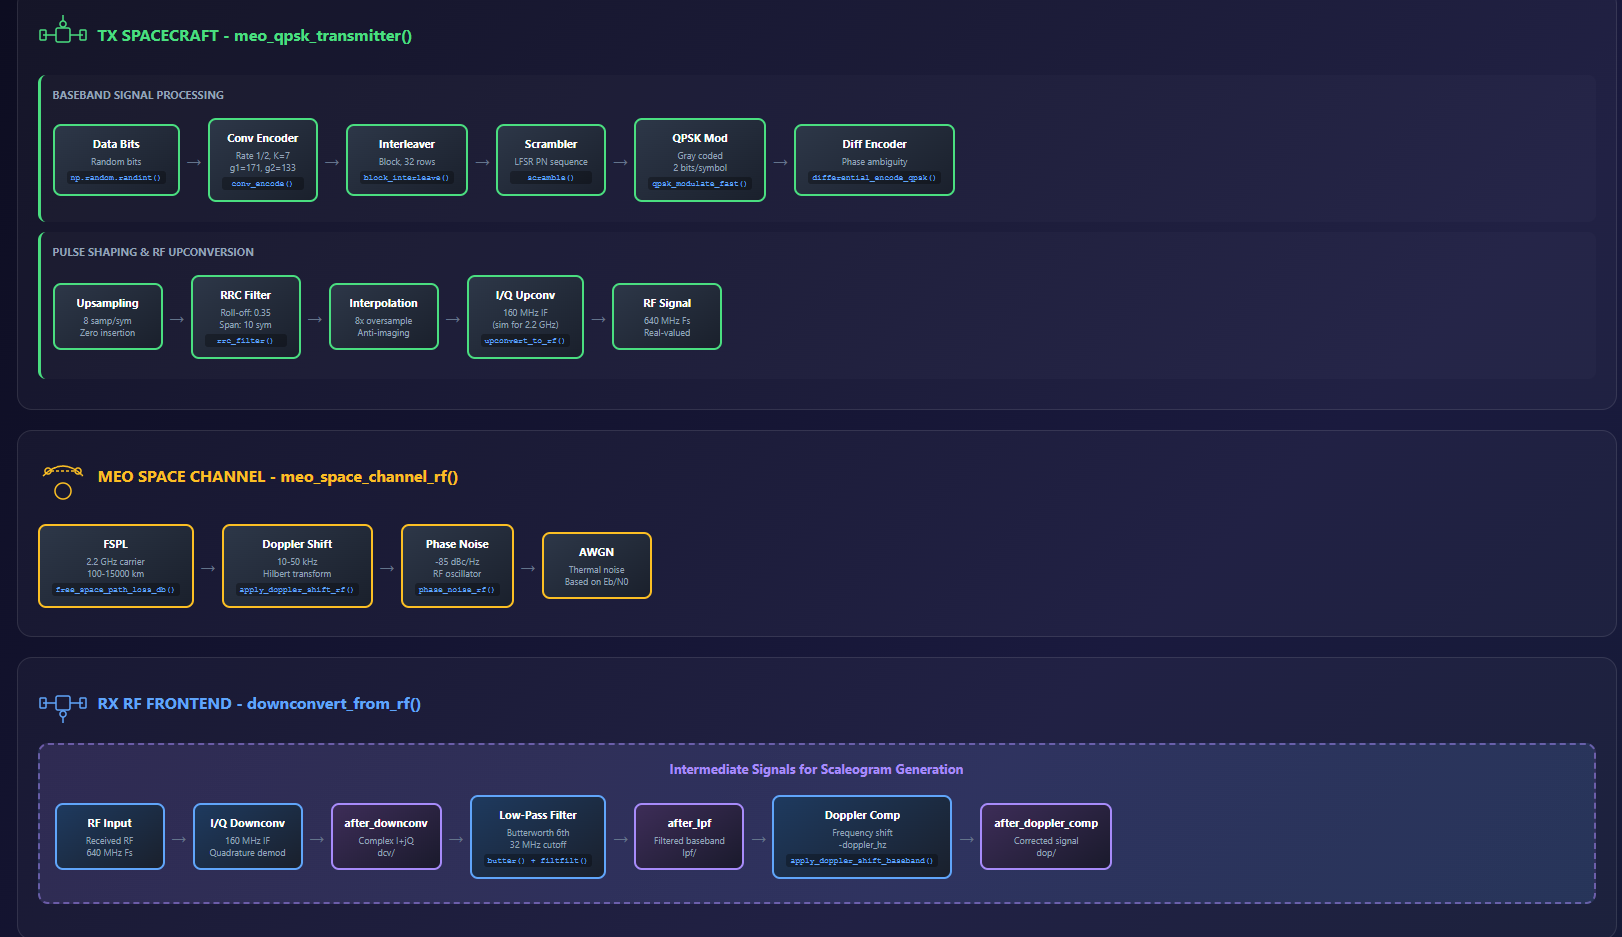 TX SPACECRAFT - meo_qpsk_transmitter()
BASEBAND SIGNAL PROCESSING
Data Bits
Random bits
np.random.randint()
→
Conv Encoder
Rate 1/2, K=7
g1=171, g2=133
conv_encode()
→
Interleaver
Block, 32 rows
block_interleave()
→
Scrambler
LFSR PN sequence
scramble()
→
QPSK Mod
Gray coded
2 bits/symbol
qpsk_modulate_fast()
→
Diff Encoder
Phase ambiguity
differential_encode_qpsk()
PULSE SHAPING & RF UPCONVERSION
Upsampling
8 samp/sym
Zero insertion
→
RRC Filter
Roll-off: 0.35
Span: 10 sym
rrc_filter()
→
Interpolation
8x oversample
Anti-imaging
→
I/Q Upconv
160 MHz IF
(sim for 2.2 GHz)
upconvert_to_rf()
→
RF Signal
640 MHz Fs
Real-valued
MEO SPACE CHANNEL - meo_space_channel_rf()
FSPL
2.2 GHz carrier
100-15000 km
free_space_path_loss_db()
→
Doppler Shift
10-50 kHz
Hilbert transform
apply_doppler_shift_rf()
→
Phase Noise
-85 dBc/Hz
RF oscillator
phase_noise_rf()
→
AWGN
Thermal noise
Based on Eb/N0
RX RF FRONTEND - downconvert_from_rf()
Intermediate Signals for Scaleogram Generation
RF Input
Received RF
640 MHz Fs
→
I/Q Downconv
160 MHz IF
Quadrature demod
→
after_downconv
Complex I+jQ
dcv/
→
Low-Pass Filter
Butterworth 6th
32 MHz cutoff
butter() + filtfilt()
→
after_lpf
Filtered baseband
lpf/
→
Doppler Comp
Frequency shift
-doppler_hz
apply_doppler_shift_baseband()
→
after_doppler_comp
Corrected signal
dop/